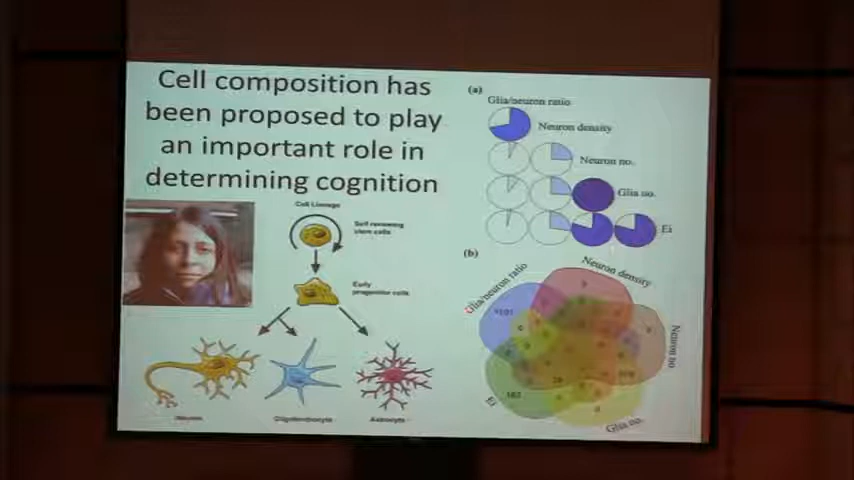 Cell composition has
been proposed to play
an important role in
determining cognition
Cell Lineage
Self renewing
stem cells
Early
progenitor cells
Neuron
Oligodendrocyte
Astrocyte
(a)
Glia/neuron ratio
Neuron density
Neuron no.
Glia no.
Ei
(b)
Glia/neuron ratio
Neuron density
Neuron no
Glia no.
Ei